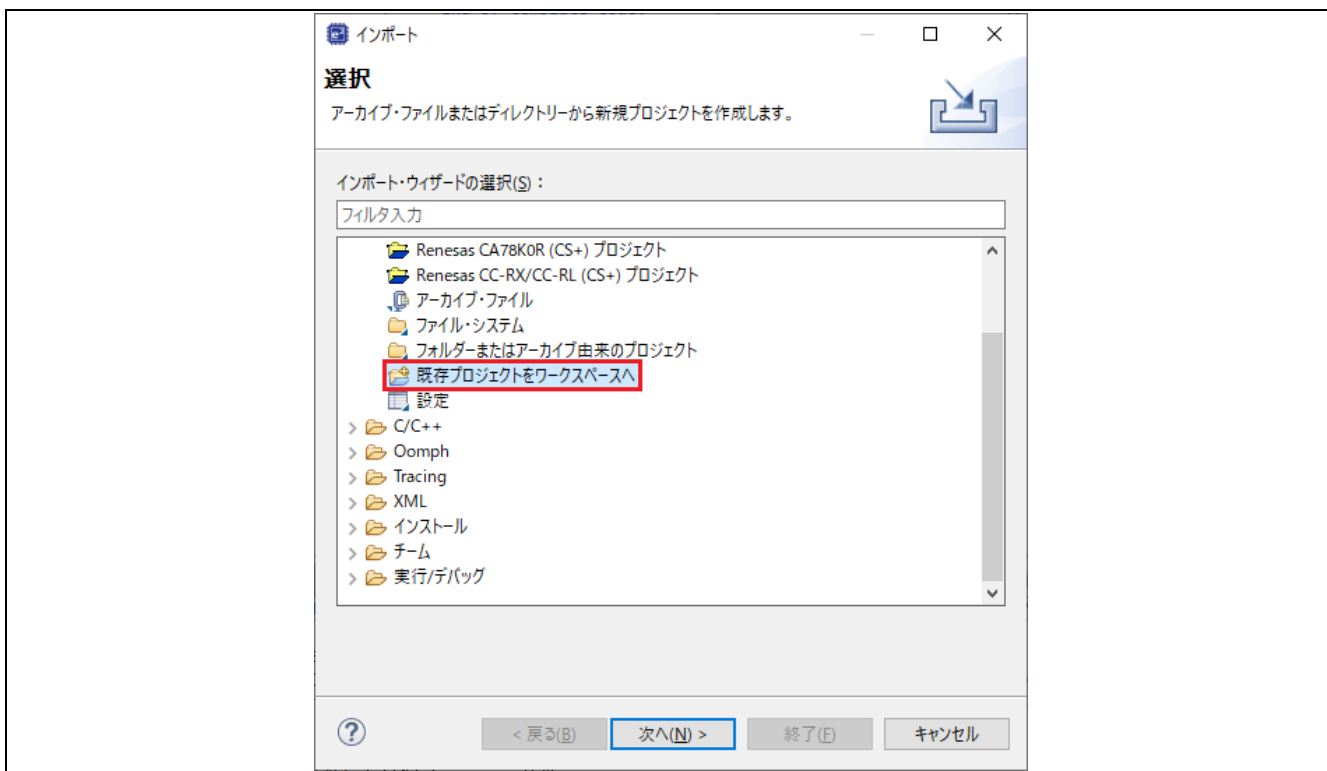 インポート
選択
アーカイブ・ファイルまたはディレクトリーから新規プロジェクトを作成します。
インポート・ウィザードの選択(S)：
フィルタ入力
Renesas CA78K0R (CS+) プロジェクト
Renesas CC-RX/CC-RL (CS+) プロジェクト
アーカイブ・ファイル
ファイル・システム
フォルダーまたはアーカイブ由来のプロジェクト
既存プロジェクトをワークスペースへ
設定
C/C++
Oomph
Tracing
XML
インストール
チーム
実行/デバッグ
< 戻る(B) 次へ(N) > 終了(F) キャンセル